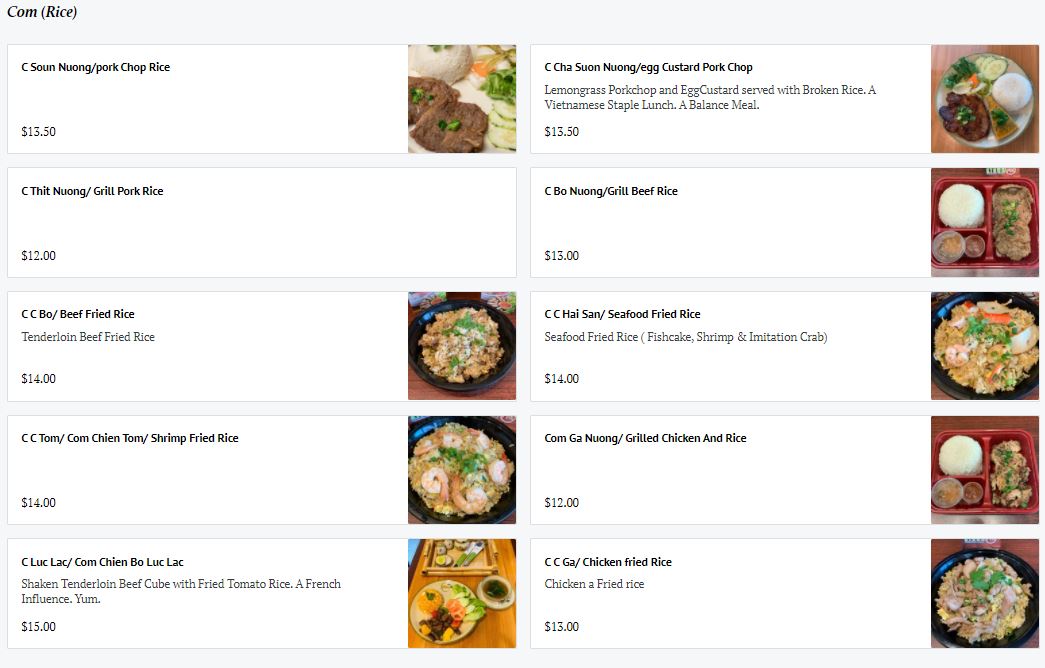 Com (Rice)
C Soun Nuong/pork Chop Rice
$13.50
C Cha Suon Nuong/egg Custard Pork Chop
Lemongrass Porkchop and EggCustard served with Broken Rice. A
Vietnamese Staple Lunch. A Balance Meal.
$13.50
C Thit Nuong/ Grill Pork Rice
$12.00
C Bo Nuong/Grill Beef Rice
$13.00
C C Bo/ Beef Fried Rice
Tenderloin Beef Fried Rice
$14.00
C C Hai San/ Seafood Fried Rice
Seafood Fried Rice ( Fishcake, Shrimp & Imitation Crab)
$14.00
C C Tom/ Com Chien Tom/ Shrimp Fried Rice
$14.00
Com Ga Nuong/ Grilled Chicken And Rice
$12.00
C Luc Lac/ Com Chien Bo Luc Lac
Shaken Tenderloin Beef Cube with Fried Tomato Rice. A French
Influence. Yum.
$15.00
C C Ga/ Chicken fried Rice
Chicken a Fried rice
$13.00